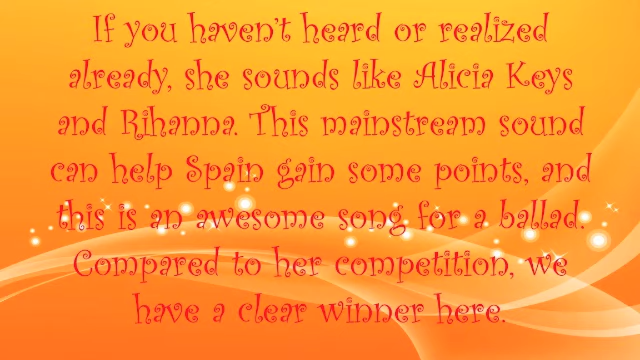 If you haven't heard or realized
already, she sounds like Alicia Keys
and Rihanna. This mainstream sound
can help Spain gain some points, and
this is an awesome song for a ballad.
Compared to her competition, we
have a clear winner here.